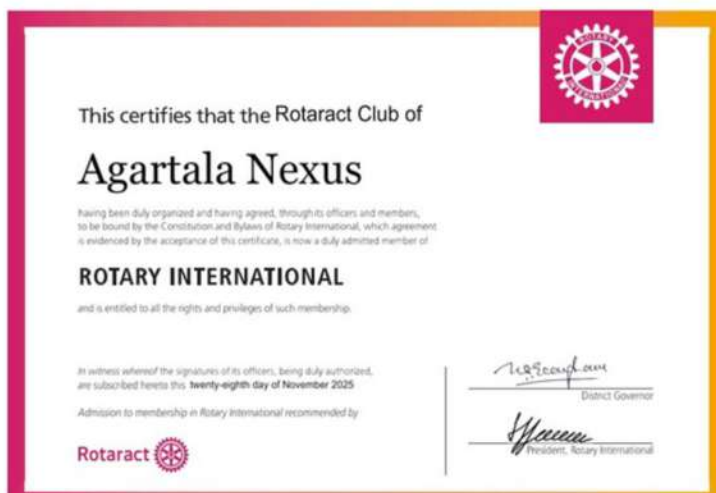 ROTARY
INTERNATIONAL
This certifies that the Rotaract Club of
Agartala Nexus
having been duly organized and having agreed, through its officers and members,
to be bound by the Constitution and Bylaws of Rotary International, which agreement
is evidenced by the acceptance of this certificate, is now a duly admitted member of
ROTARY INTERNATIONAL
and is entitled to all the rights and privileges of such membership.
In witness whereof the signatures of its officers, being duly authorized,
are subscribed hereto this twenty-eighth day of November 2025
Admission to membership in Rotary International recommended by
District Governor
President, Rotary International
Rotaract